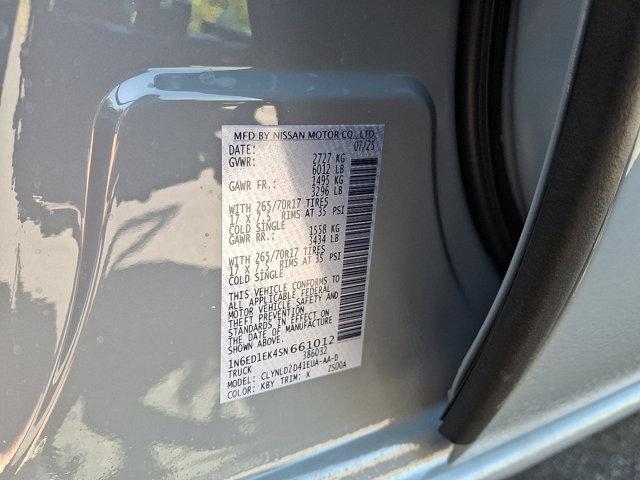 MFD BY NISSAN MOTOR CO., LTD
DATE: 07/25
GVWR: 2727 KG
6012 LB
GAWR FR.: 1495 KG
3296 LB
WITH 265/70R17 TIRES
17 X 7.5 RIMS AT 35 PSI
COLD SINGLE
GAWR RR.: 1558 KG
3434 LB
WITH 265/70R17 TIRES
17 X 7.5 RIMS AT 35 PSI
COLD SINGLE
THIS VEHICLE CONFORMS TO
ALL APPLICABLE FEDERAL
MOTOR VEHICLE SAFETY AND
THEFT PREVENTION
STANDARDS IN EFFECT ON
THE DATE OF MANUFACTURE
SHOWN ABOVE.
1N6ED1EK4SN661012
TRUCK 386032
MODEL: CLYNLD2D41EUA-AA-D
COLOR: KBY TRIM: K ZSOOA